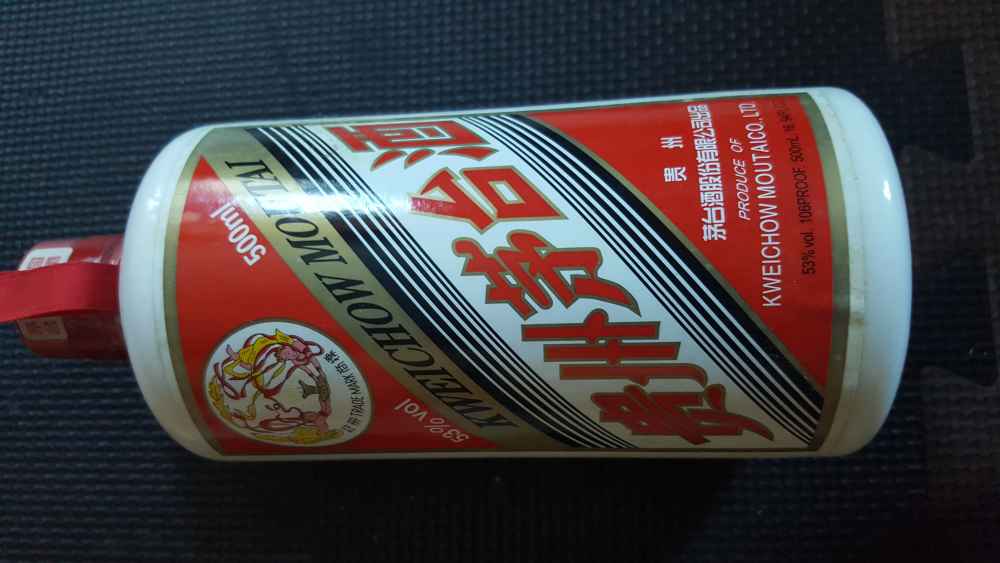 500ml
KWEICHOW MOUTAI
TRADE MARK
53% vol
贵州茅台酒
贵州
茅台酒股份有限公司出品
PRODUCE OF
KWEICHOW MOUTAI CO., LTD.
53% vol. 106PROOF. 500mL